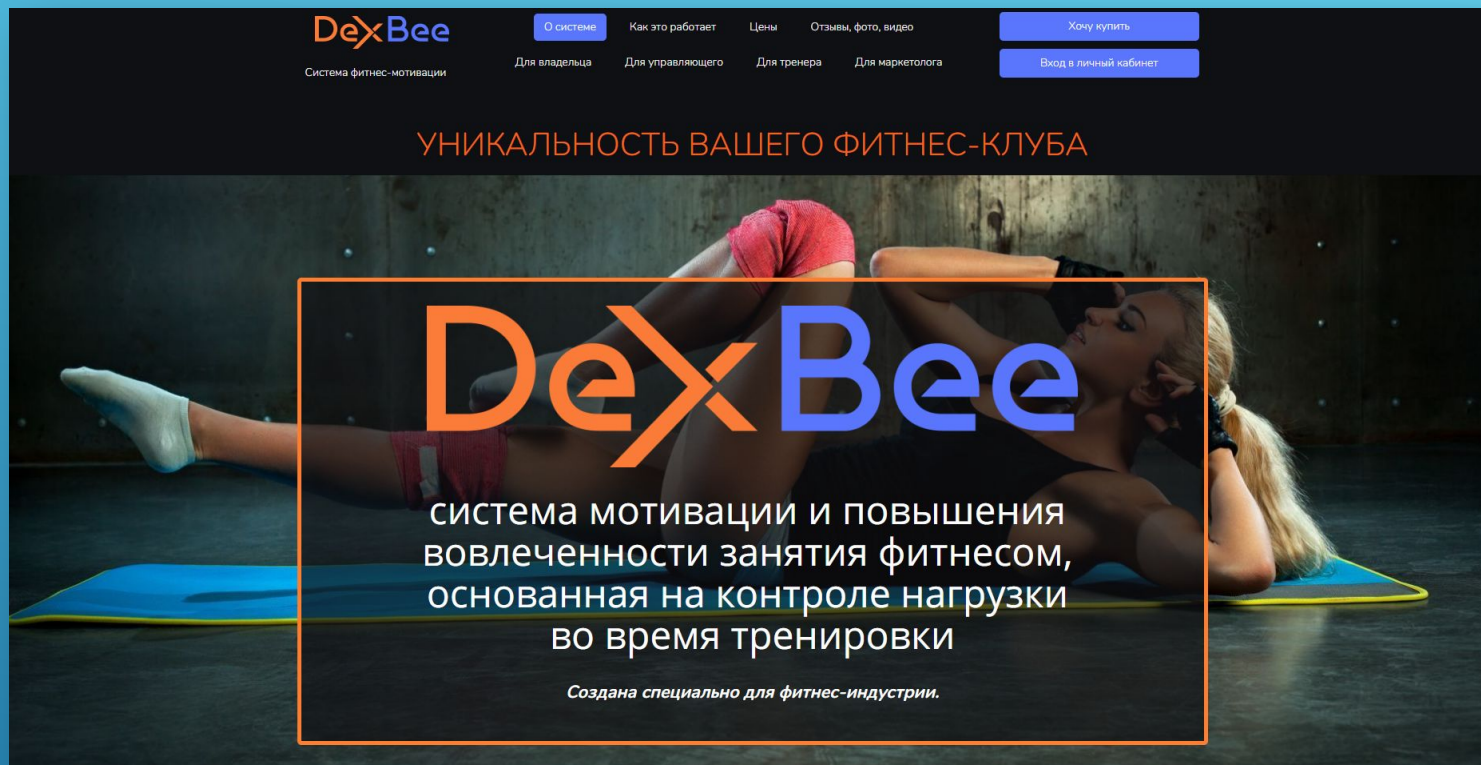 DexBee
Система фитнес-мотивации
О системе
Как это работает
Цены
Отзывы, фото, видео
Хочу купить
Для владельца
Для управляющего
Для тренера
Для маркетолога
Вход в личный кабинет
УНИКАЛЬНОСТЬ ВАШЕГО ФИТНЕС-КЛУБА
DexBee
система мотивации и повышения
вовлеченности занятия фитнесом,
основанная на контроле нагрузки
во время тренировки
Создана специально для фитнес-индустрии.